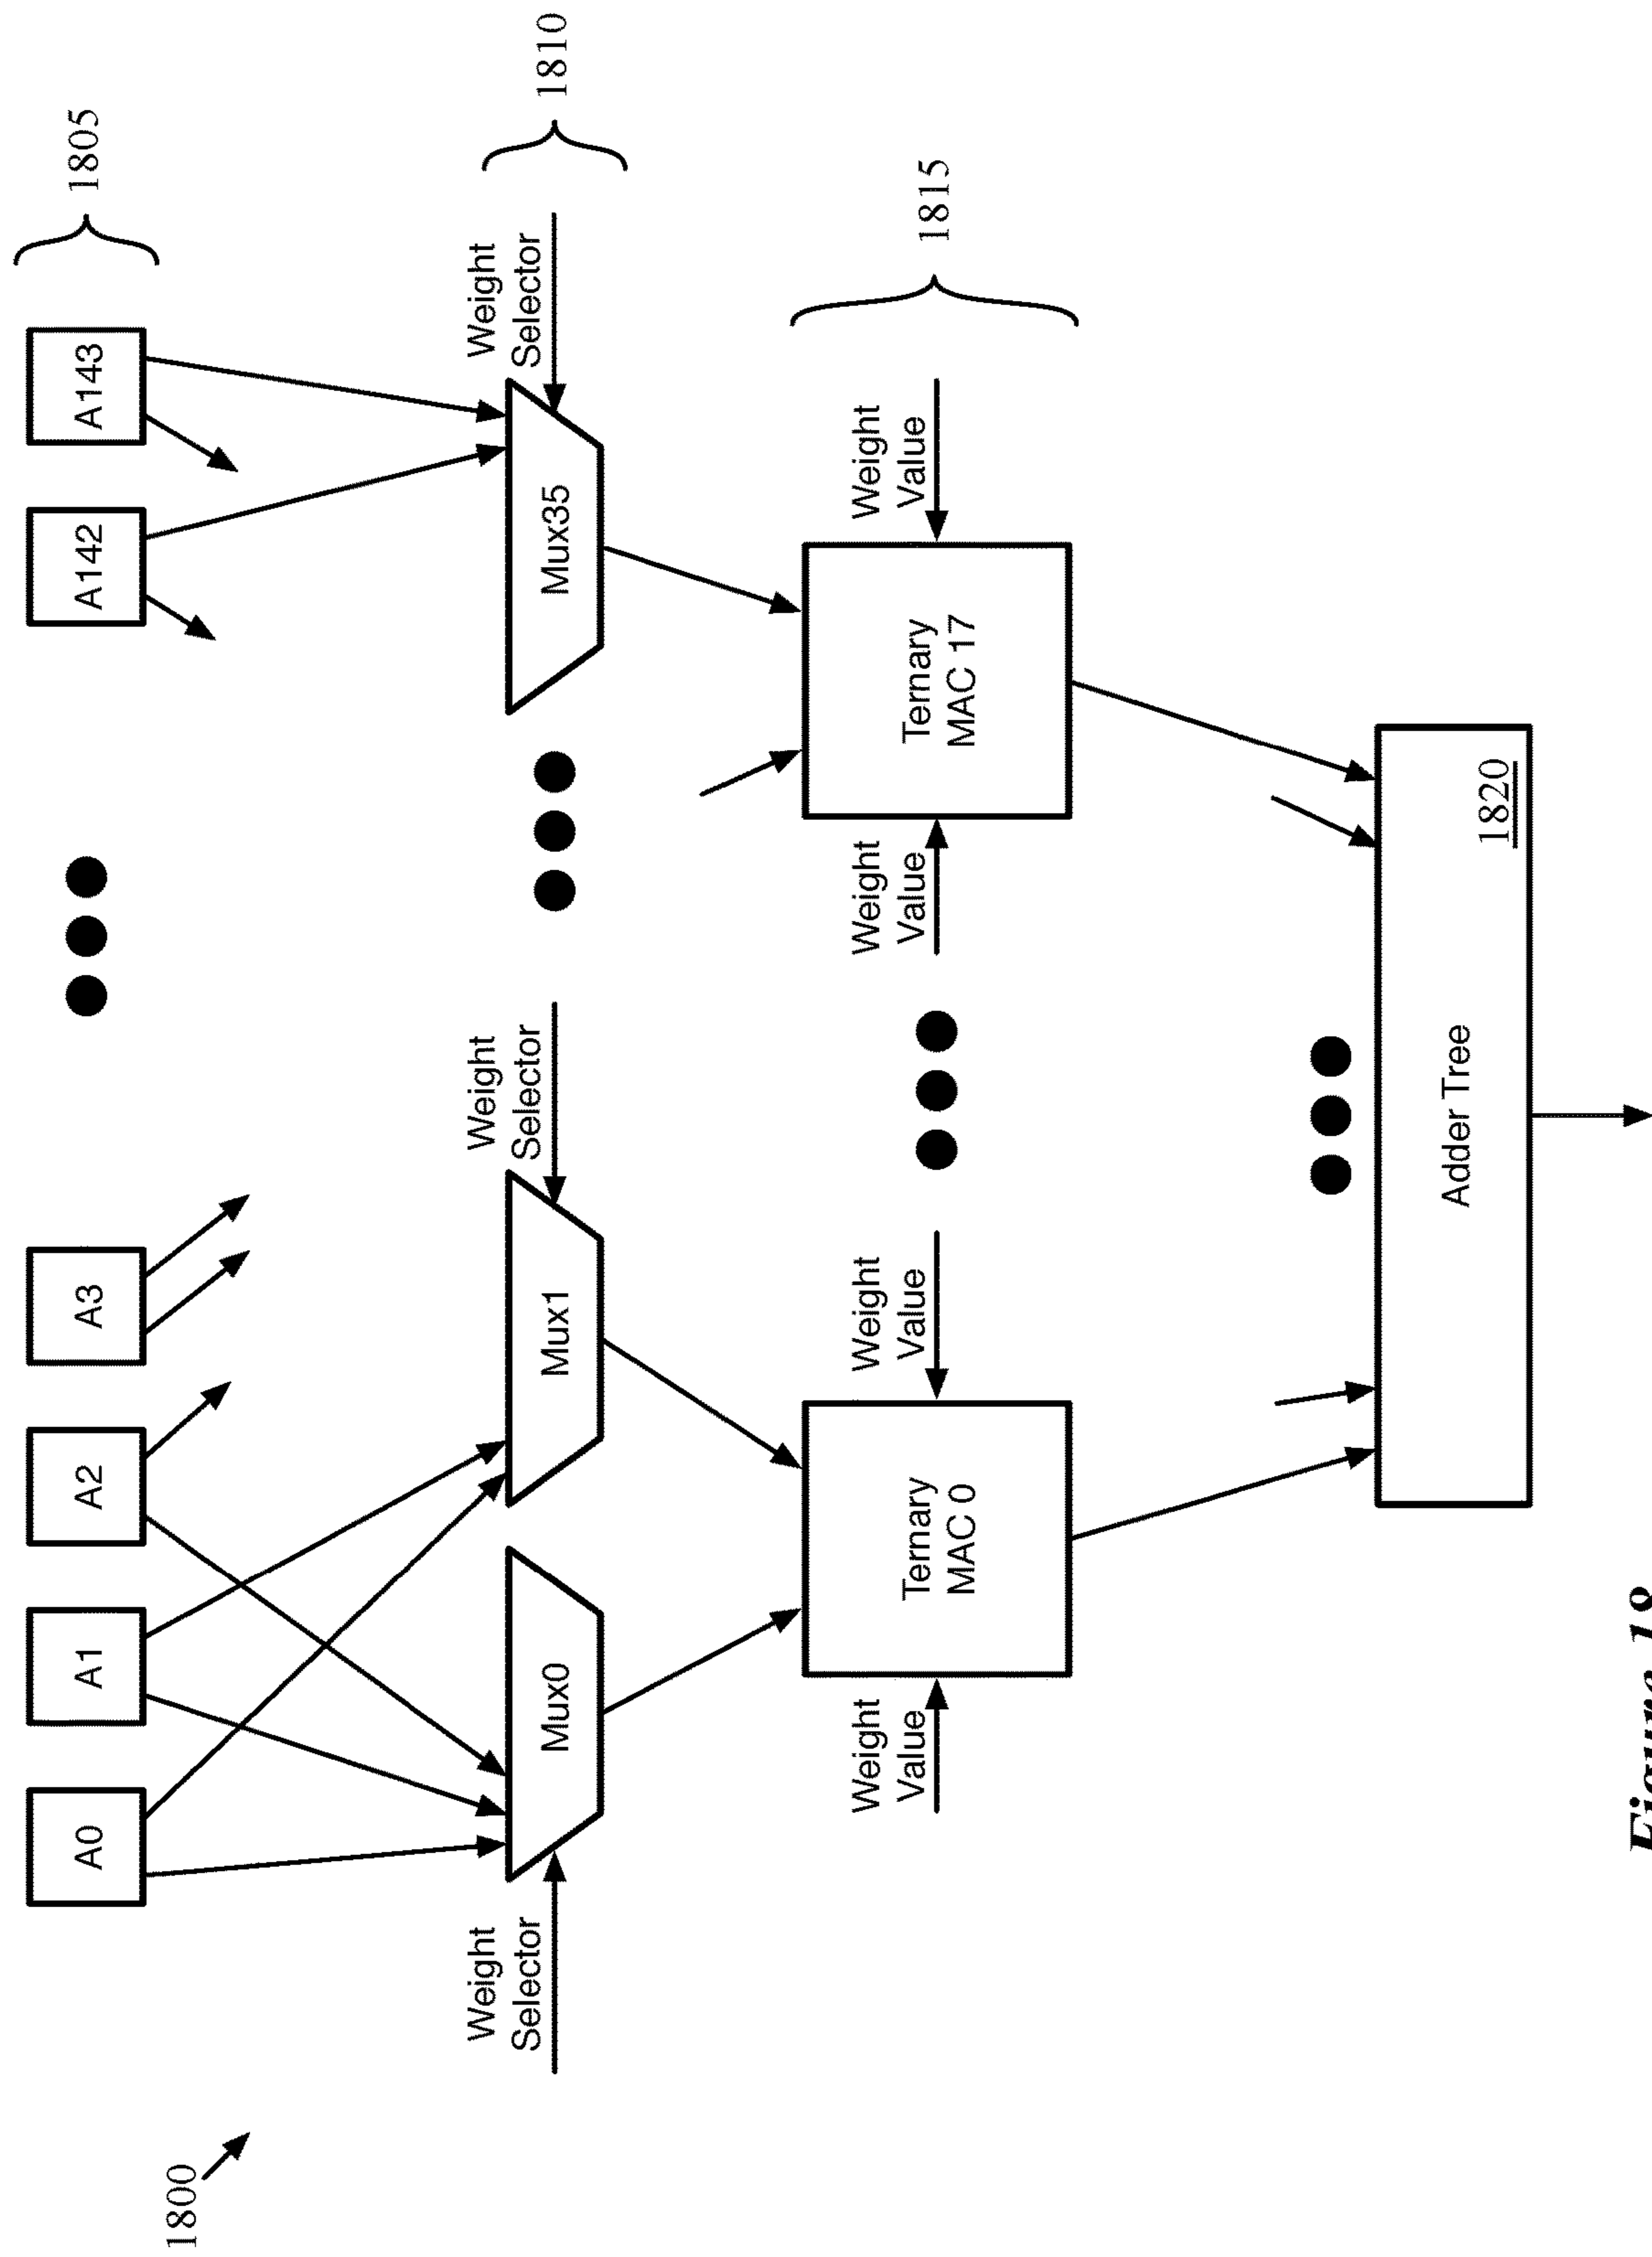 1800
1805
A0
A1
A2
A3
A142
A143
1810
Weight
Selector
Weight
Selector
Weight
Selector
Mux0
Mux1
Mux35
1815
Weight
Value
Weight
Value
Weight
Value
Weight
Value
Ternary
MAC 0
Ternary
MAC 17
Adder Tree
1820
Figure 18